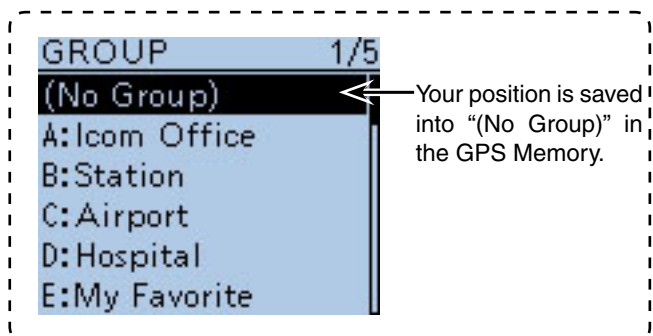 GROUP 1/5
(No Group)
A:Icom Office
B:Station
C:Airport
D:Hospital
E:My Favorite
Your position is saved
into “(No Group)” in
the GPS Memory.